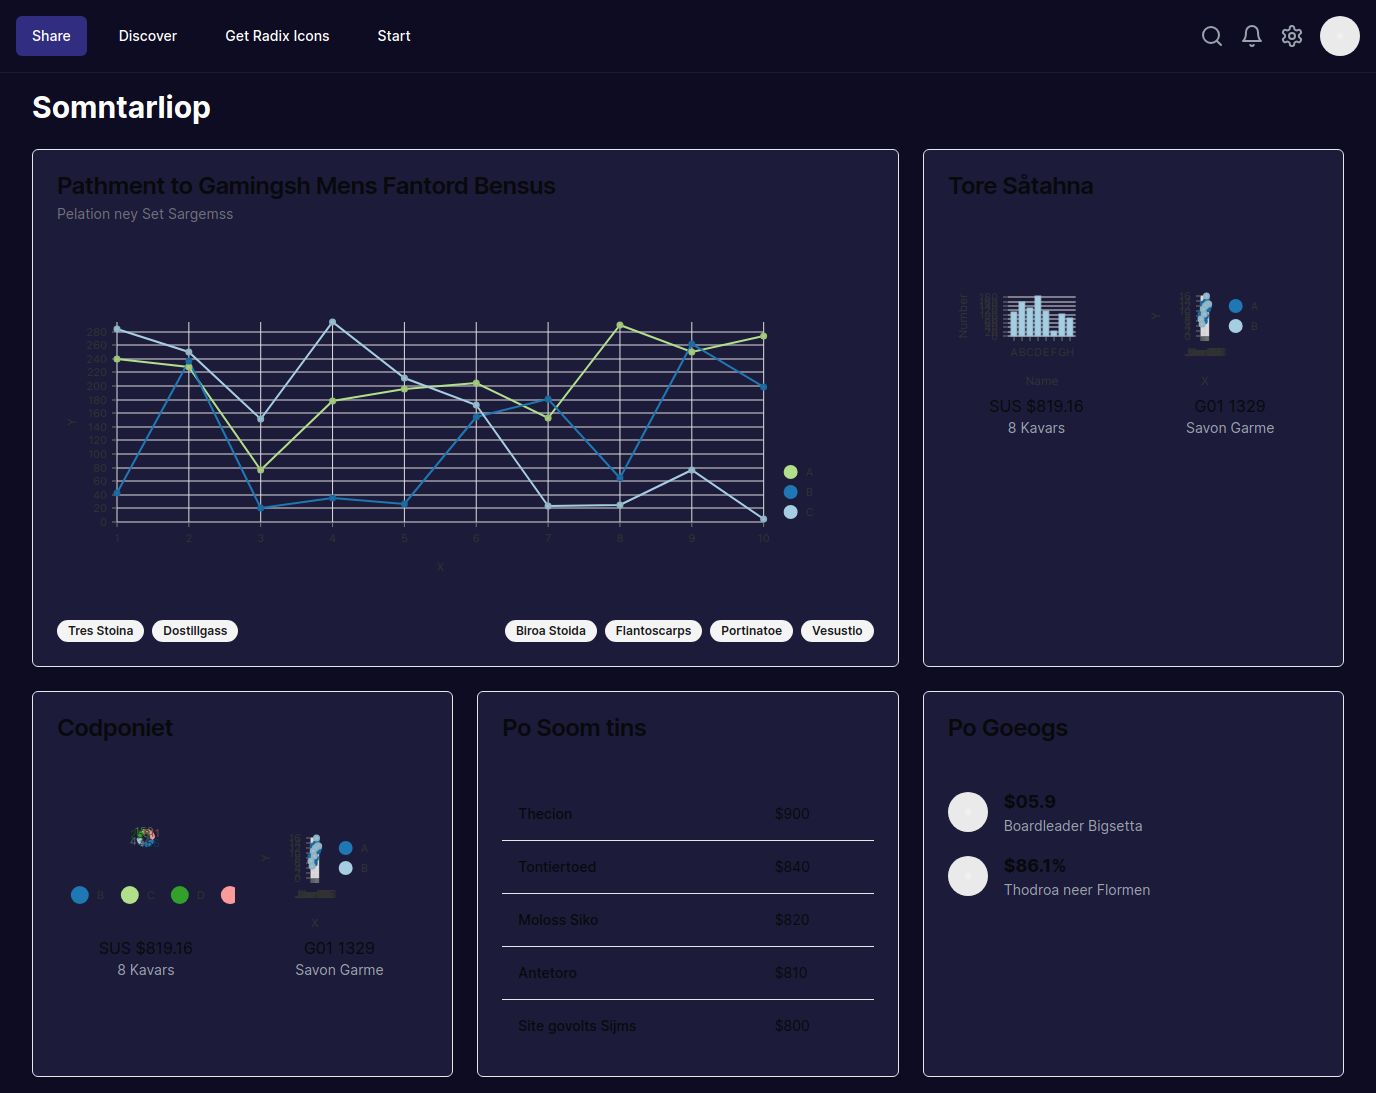 Share Discover Get Radix Icons Start
Somntarliop
Pathment to Gamingsh Mens Fantord Bensus
Pelation ney Set Sargemss
280
260
240
220
200
180
160
140
120
100
80
60
40
20
0
Y
1 2 3 4 5 6 7 8 9 10
X
A
B
C
Tres Stoina Dostillgass Biroa Stoida Flantoscarps Portinatoe Vesustio
Tore Såtahna
Number
A B C D E F G H
Name
Y
X
A
B
SUS $819.16 G01 1329
8 Kavars Savon Garme
Codponiet
B C D
Y
A
B
X
SUS $819.16 G01 1329
8 Kavars Savon Garme
Po Soom tins
Thecion $900
Tontiertoed $840
Moloss Siko $820
Antetoro $810
Site govolts Sijms $800
Po Goeogs
$05.9
Boardleader Bigsetta
$86.1%
Thodroa neer Flormen